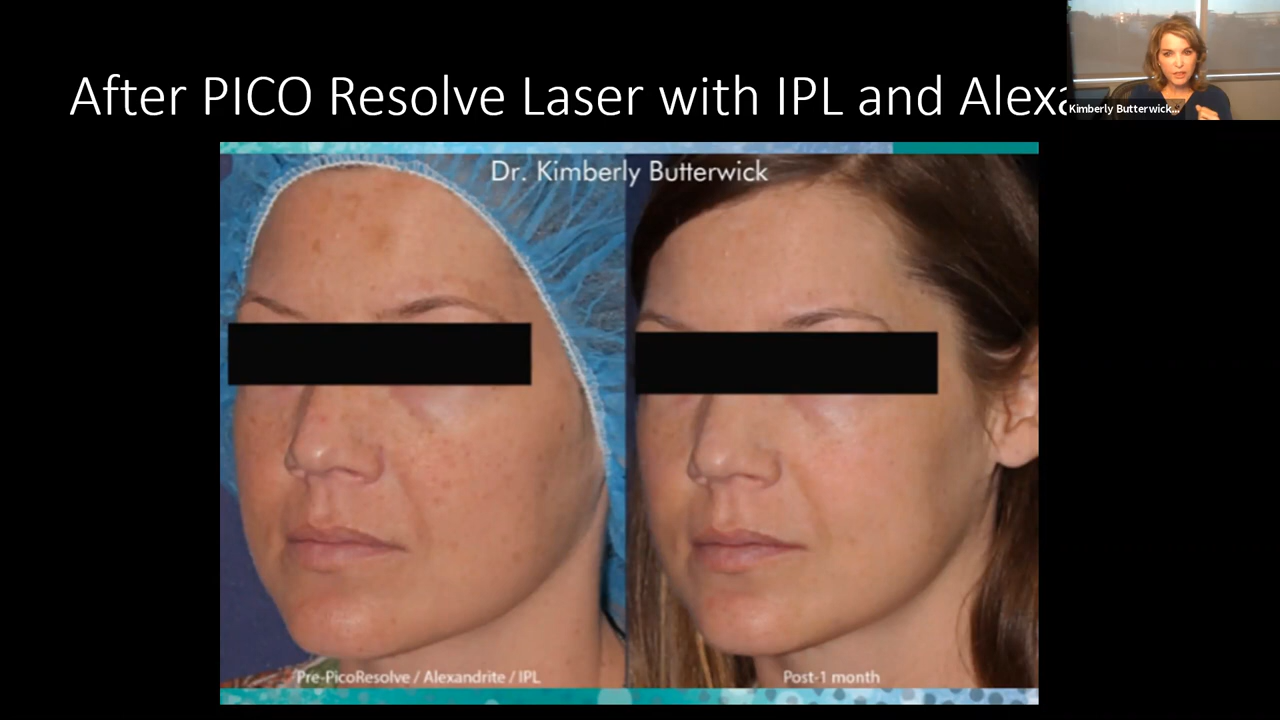 After PICO Resolve Laser with IPL and Alexa
Kimberly Butterwick...
Dr. Kimberly Butterwick
Pre-PicoResolve / Alexandrite / IPL
Post-1 month